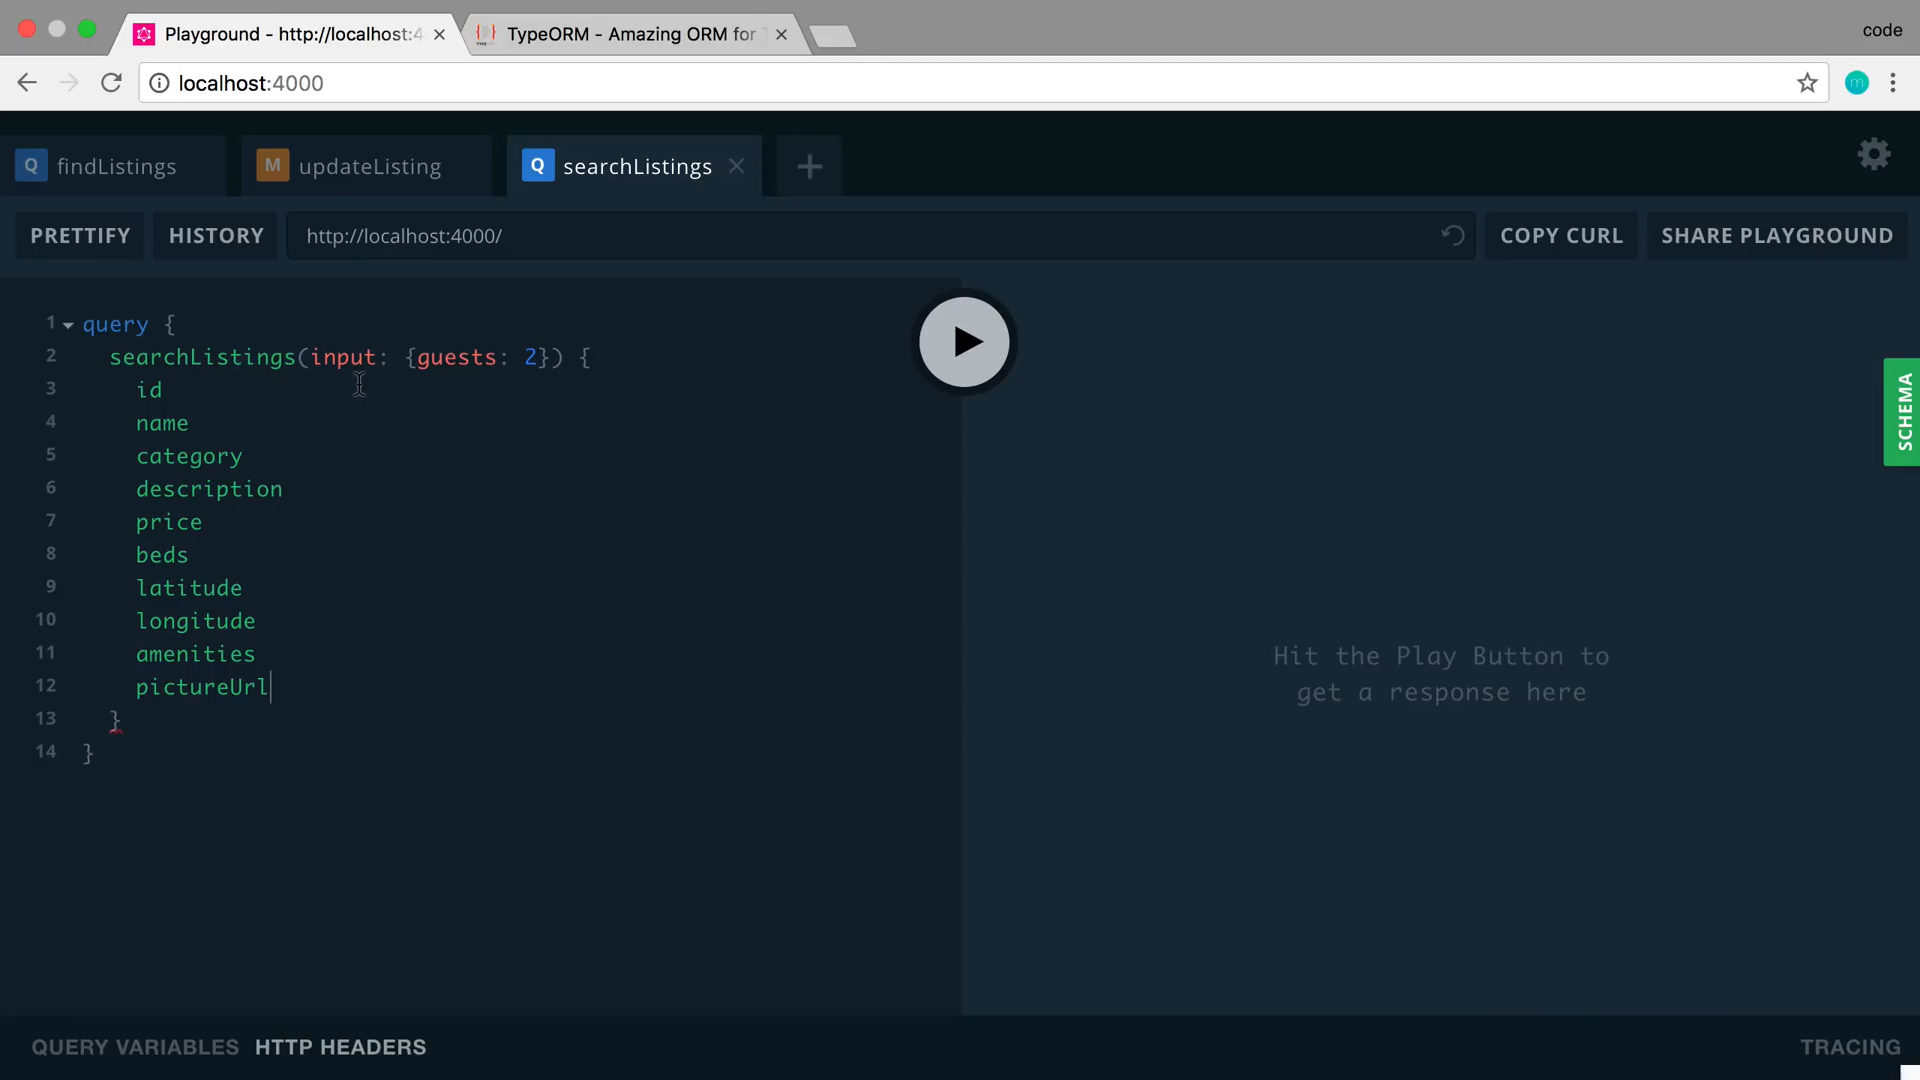 Playground - http://localhost:4
TypeORM - Amazing ORM for T
code
localhost:4000
m
Q findListings
M updateListing
Q searchListings
PRETTIFY
HISTORY
http://localhost:4000/
COPY CURL
SHARE PLAYGROUND
1 query {
2 searchListings(input: {guests: 2}) {
3 id
4 name
5 category
6 description
7 price
8 beds
9 latitude
10 longitude
11 amenities
12 pictureUrl
13 }
14 }
Hit the Play Button to
get a response here
SCHEMA
QUERY VARIABLES
HTTP HEADERS
TRACING